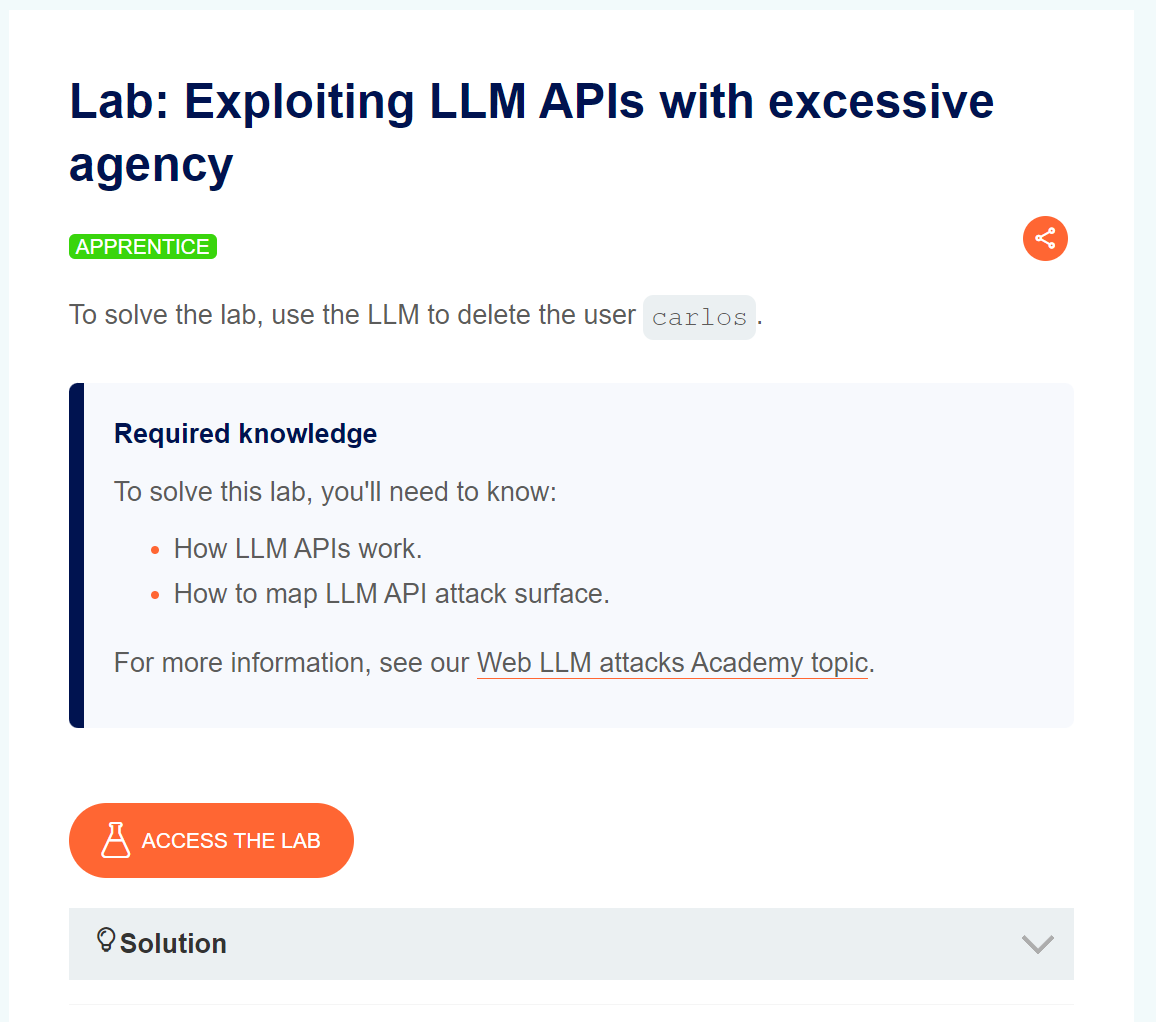 Lab: Exploiting LLM APIs with excessive
agency
APPRENTICE
To solve the lab, use the LLM to delete the user carlos.
Required knowledge
To solve this lab, you'll need to know:
How LLM APIs work.
How to map LLM API attack surface.
For more information, see our Web LLM attacks Academy topic.
ACCESS THE LAB
Solution